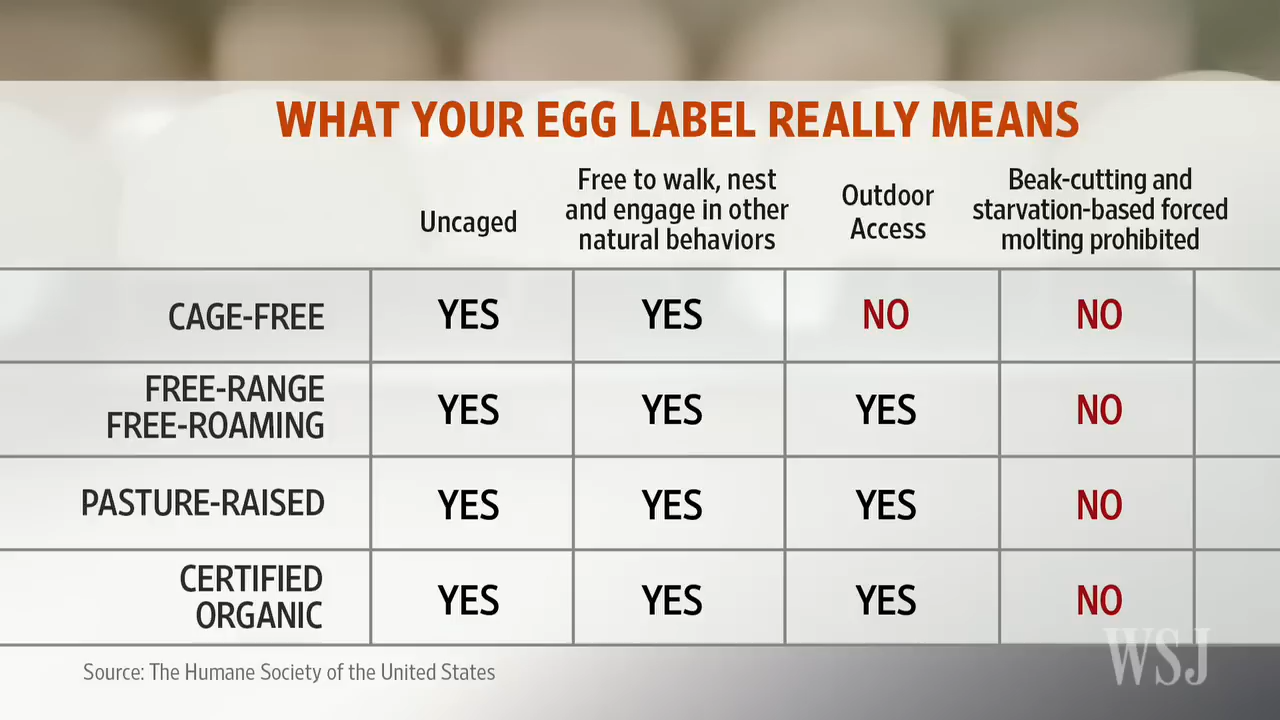 WHAT YOUR EGG LABEL REALLY MEANS
Uncaged
Free to walk, nest
and engage in other
natural behaviors
Outdoor
Access
Beak-cutting and
starvation-based forced
molting prohibited
CAGE-FREE YES YES NO NO
FREE-RANGE
FREE-ROAMING YES YES YES NO
PASTURE-RAISED YES YES YES NO
CERTIFIED
ORGANIC YES YES YES NO
Source: The Humane Society of the United States
WSJ